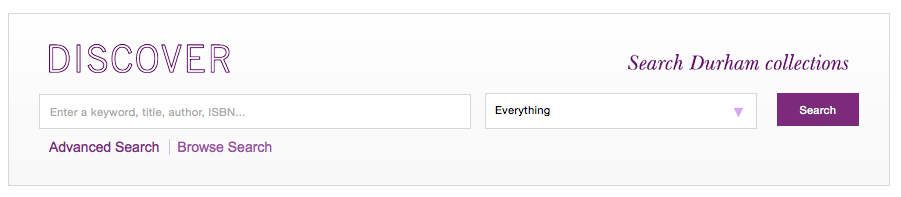 DISCOVER
Search Durham collections
Enter a keyword, title, author, ISBN...
Everything
Search
Advanced Search
Browse Search